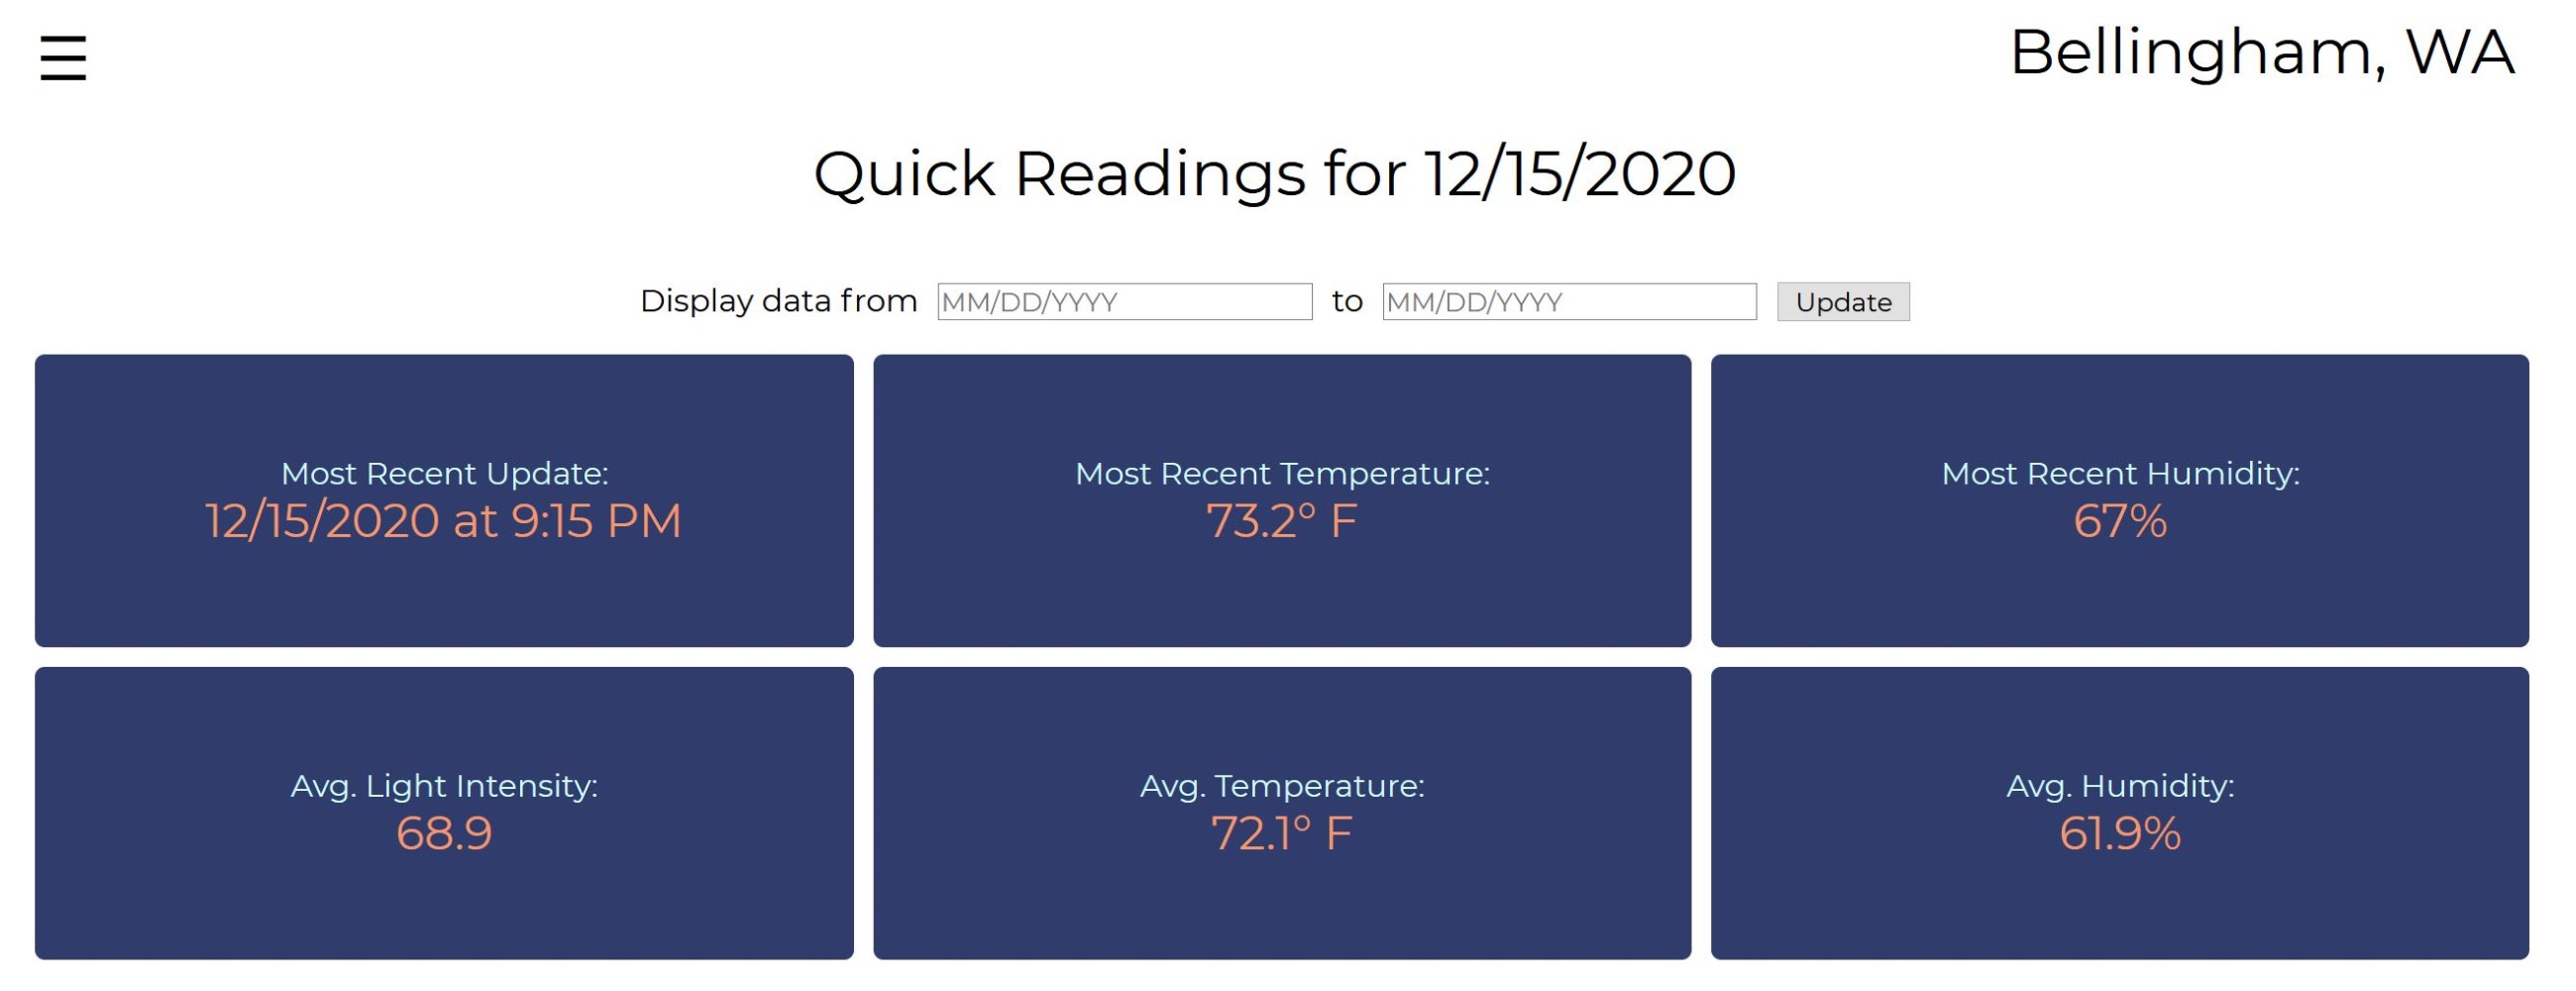 Bellingham, WA
Quick Readings for 12/15/2020
Display data from MM/DD/YYYY to MM/DD/YYYY Update
Most Recent Update:
12/15/2020 at 9:15 PM
Most Recent Temperature:
73.2° F
Most Recent Humidity:
67%
Avg. Light Intensity:
68.9
Avg. Temperature:
72.1° F
Avg. Humidity:
61.9%